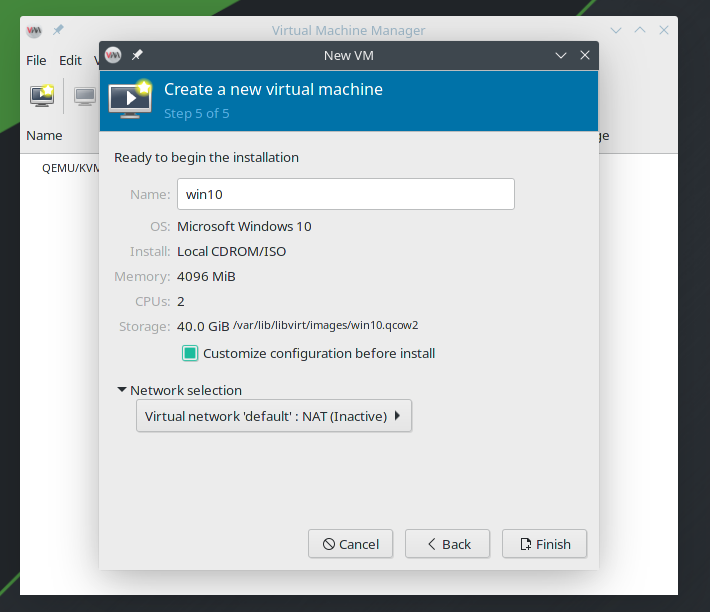 Virtual Machine Manager
File Edit V
New VM
Create a new virtual machine
Step 5 of 5
Name
ge
QEMU/KVM
Ready to begin the installation
Name: win10
OS: Microsoft Windows 10
Install: Local CDROM/ISO
Memory: 4096 MiB
CPUs: 2
Storage: 40.0 GiB /var/lib/libvirt/images/win10.qcow2
Customize configuration before install
Network selection
Virtual network 'default' : NAT (Inactive)
Cancel Back Finish